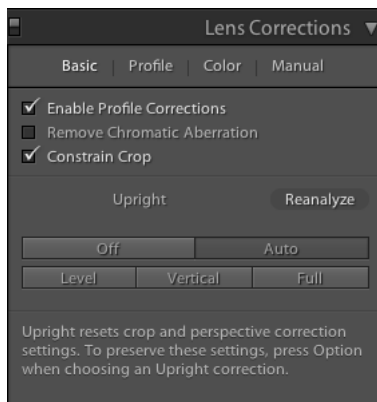 Lens Corrections
Basic | Profile | Color | Manual
Enable Profile Corrections
Remove Chromatic Aberration
Constrain Crop
Upright Reanalyze
Off Auto
Level Vertical Full
Upright resets crop and perspective correction
settings. To preserve these settings, press Option
when choosing an Upright correction.